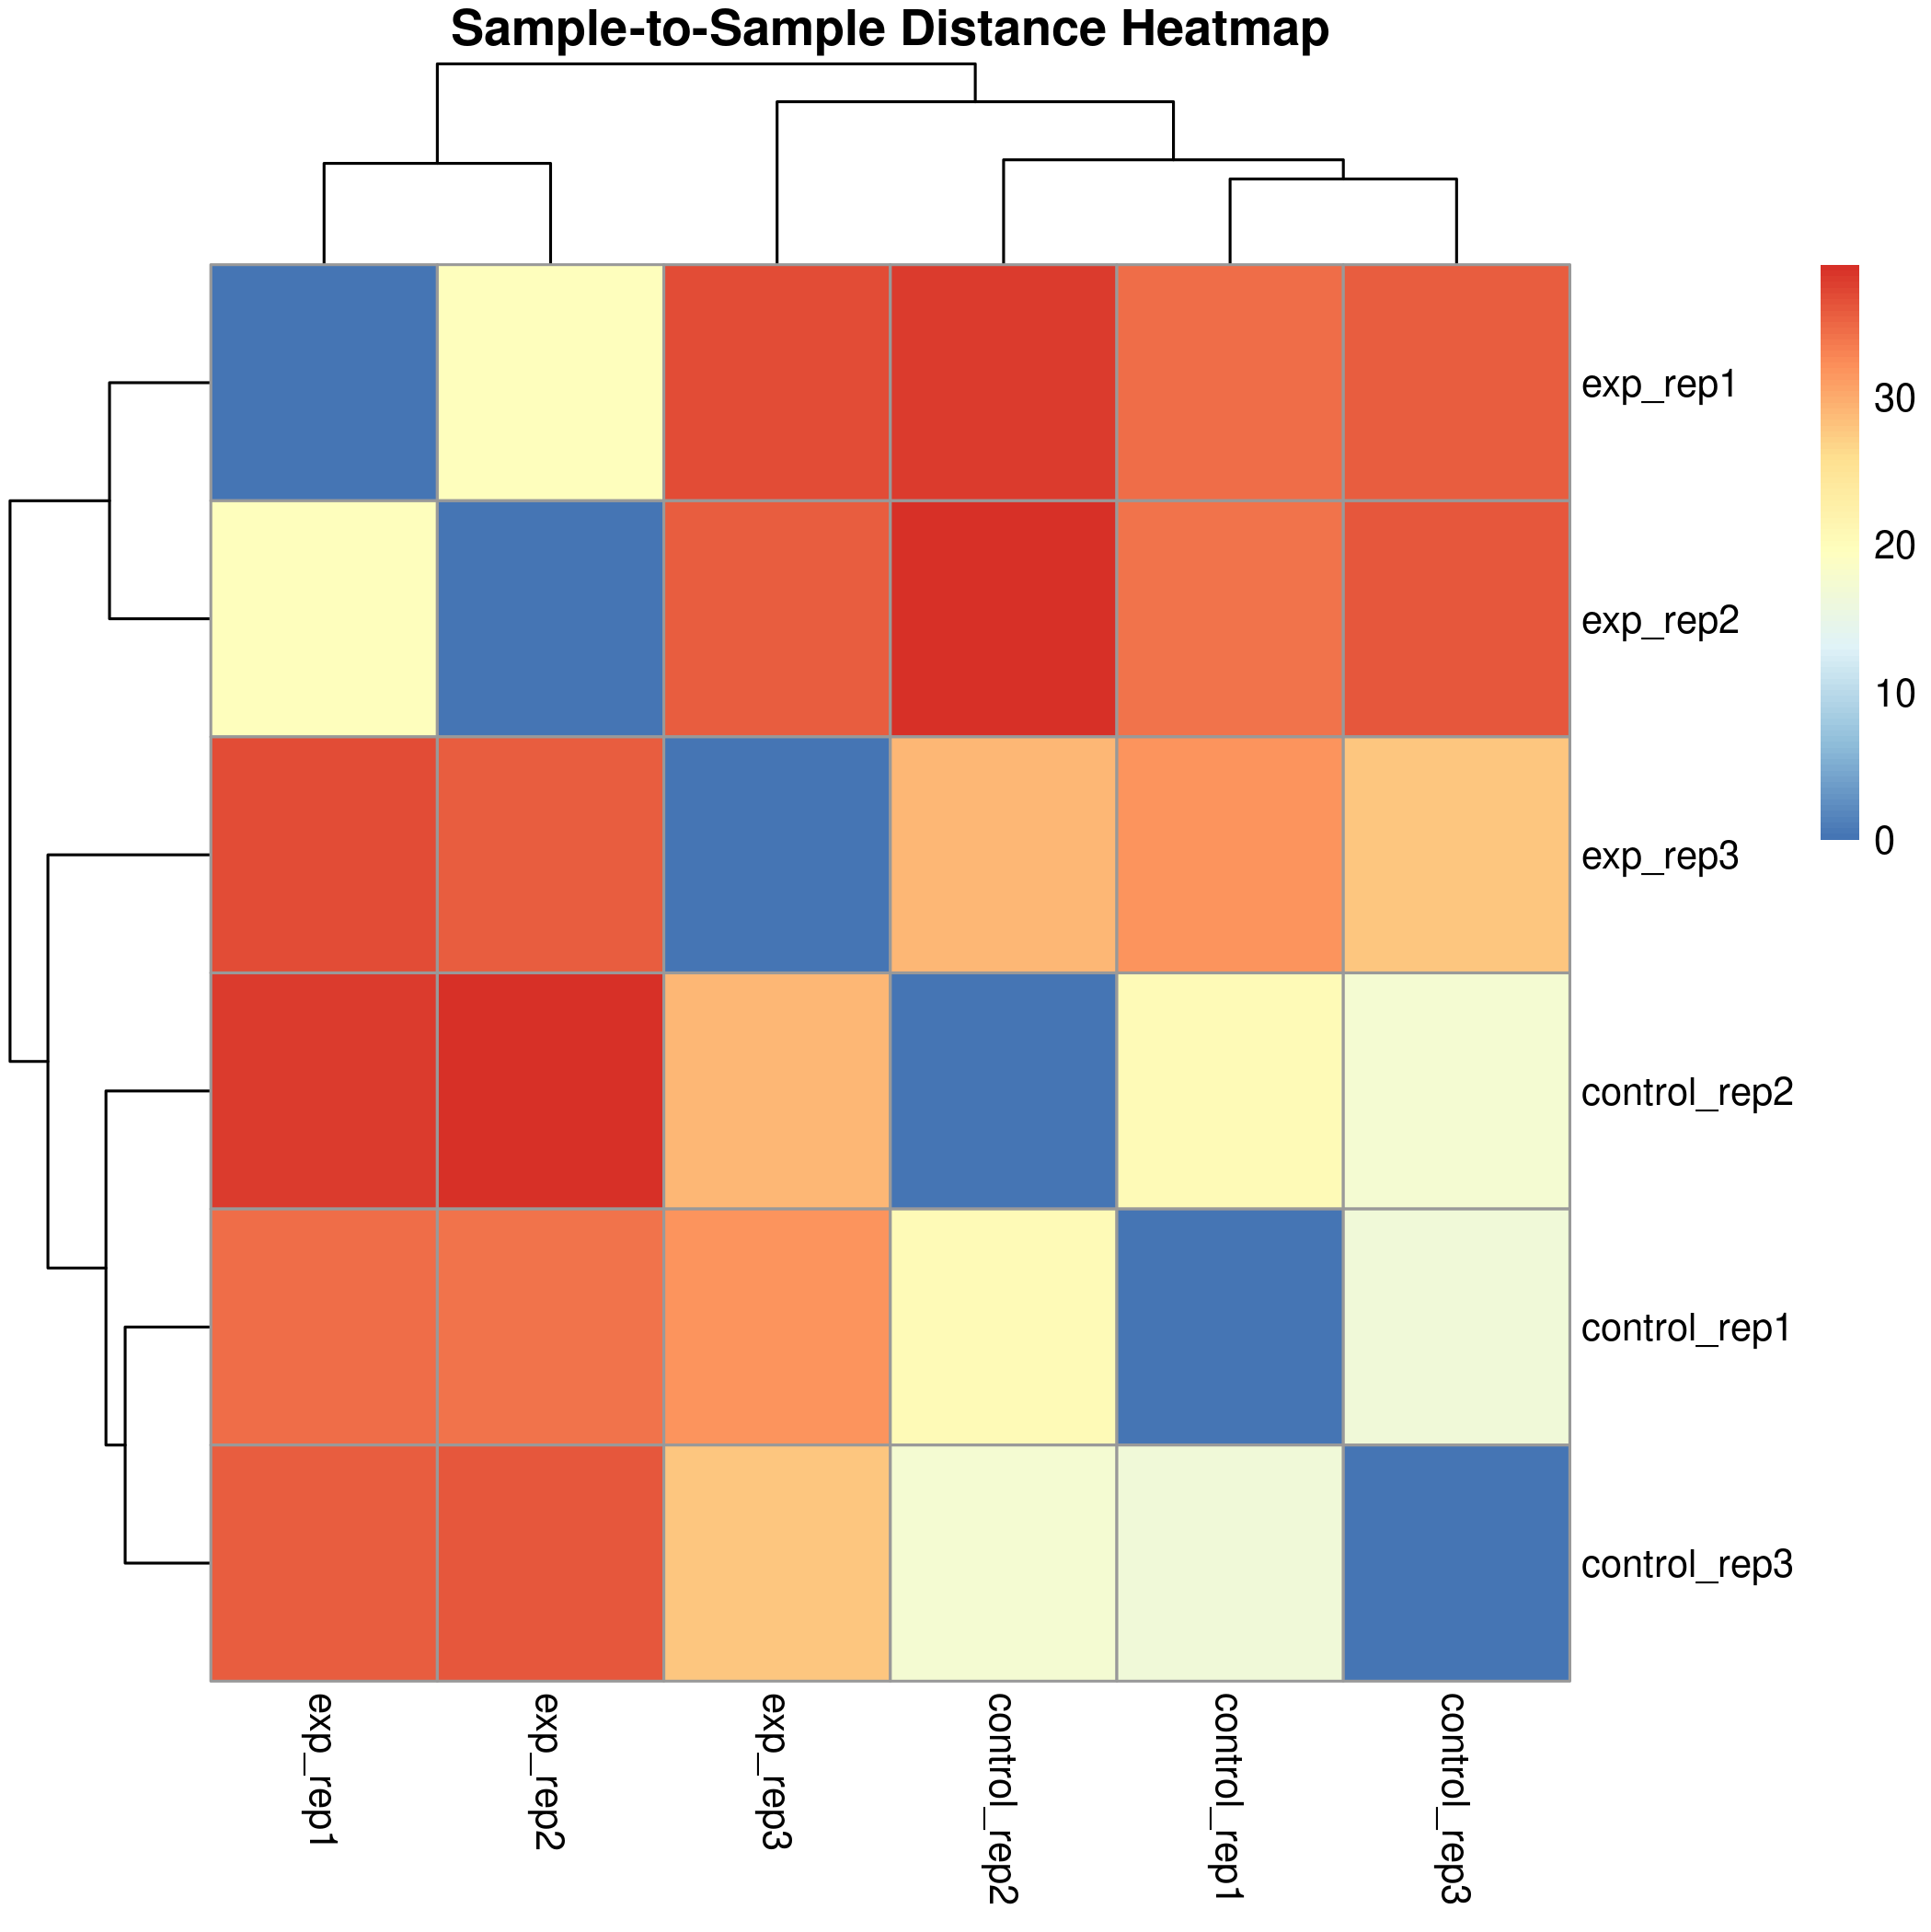 Sample-to-Sample Distance Heatmap
exp_rep1
exp_rep2
exp_rep3
control_rep2
control_rep1
control_rep3
30
20
10
0
exp_rep1
exp_rep2
exp_rep3
control_rep2
control_rep1
control_rep3